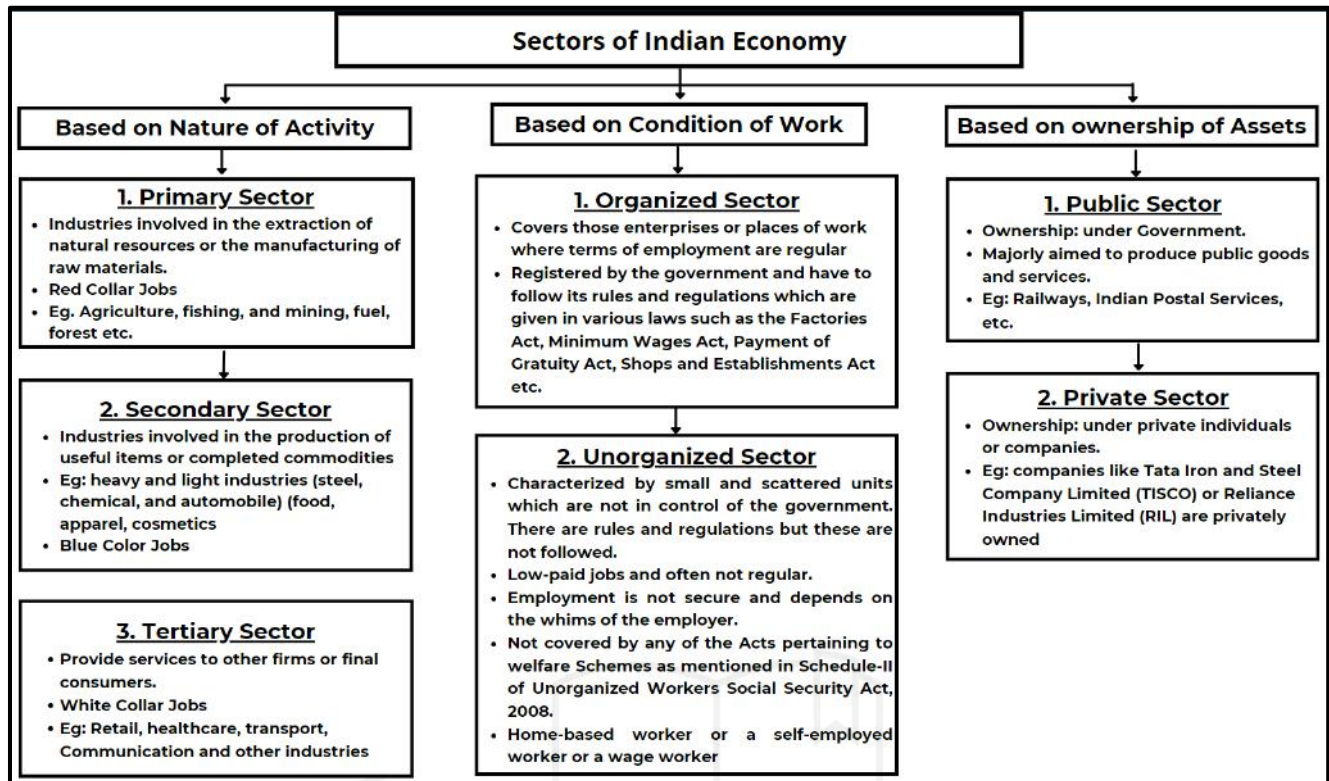 Sectors of Indian Economy
Based on Nature of Activity
1. Primary Sector
• Industries involved in the extraction of
natural resources or the manufacturing of
raw materials.
• Red Collar Jobs
• Eg. Agriculture, fishing, and mining, fuel,
forest etc.
2. Secondary Sector
• Industries involved in the production of
useful items or completed commodities
• Eg: heavy and light industries (steel,
chemical, and automobile) (food,
apparel, cosmetics
• Blue Color Jobs
3. Tertiary Sector
• Provide services to other firms or final
consumers.
• White Collar Jobs
• Eg: Retail, healthcare, transport,
Communication and other industries
Based on Condition of Work
1. Organized Sector
• Covers those enterprises or places of work
where terms of employment are regular
• Registered by the government and have to
follow its rules and regulations which are
given in various laws such as the Factories
Act, Minimum Wages Act, Payment of
Gratuity Act, Shops and Establishments Act
etc.
2. Unorganized Sector
• Characterized by small and scattered units
which are not in control of the government.
There are rules and regulations but these are
not followed.
• Low-paid jobs and often not regular.
• Employment is not secure and depends on
the whims of the employer.
• Not covered by any of the Acts pertaining to
welfare Schemes as mentioned in Schedule-II
of Unorganized Workers Social Security Act,
2008.
• Home-based worker or a self-employed
worker or a wage worker
Based on ownership of Assets
1. Public Sector
• Ownership: under Government.
• Majorly aimed to produce public goods
and services.
• Eg: Railways, Indian Postal Services,
etc.
2. Private Sector
• Ownership: under private individuals
or companies.
• Eg: companies like Tata Iron and Steel
Company Limited (TISCO) or Reliance
Industries Limited (RIL) are privately
owned